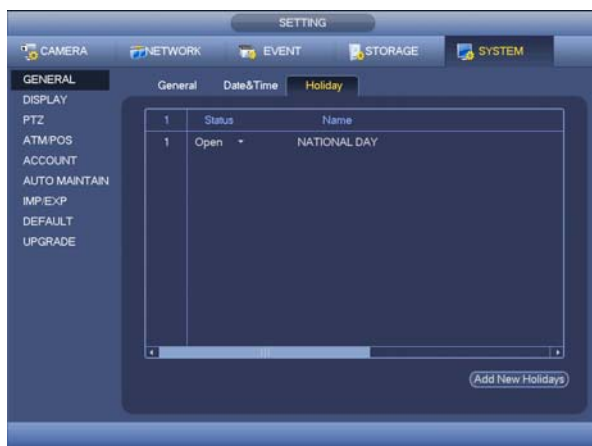 SETTING
CAMERA NETWORK EVENT STORAGE SYSTEM
GENERAL
DISPLAY
PTZ
ATM/POS
ACCOUNT
AUTO MAINTAIN
IMP/EXP
DEFAULT
UPGRADE
General Date&Time Holiday
1 Status Name
1 Open NATIONAL DAY
Add New Holidays